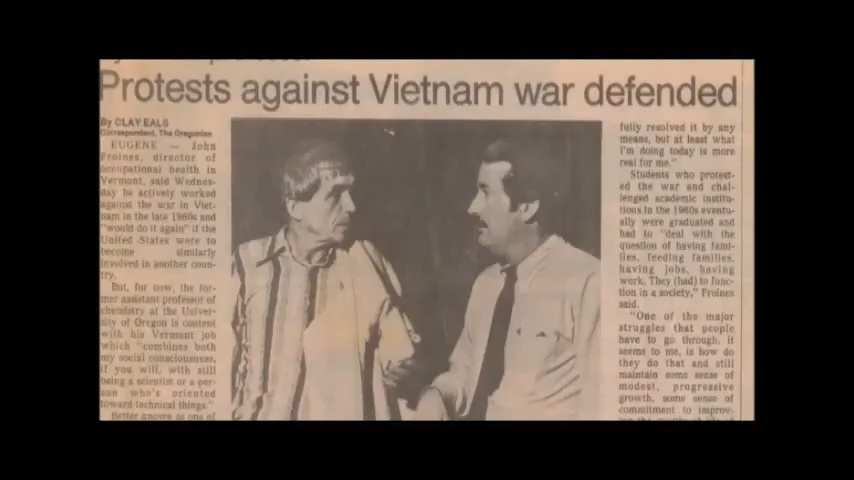 Protests against Vietnam war defended
By CLAY EALS
Correspondent, The Oregonian
EUGENE — John
Froines, director of
occupational health in
Vermont, said Wednes-
day he actively worked
against the war in Viet-
nam in the late 1960s and
"would do it again" if the
United States were to
become similarly
involved in another coun-
try.
But, for now, the for-
mer assistant professor of
chemistry at the Univer-
sity of Oregon is content
with his Vermont job
which "combines both
my social consciousness,
if you will, with still
being a scientist or a per-
son who's oriented
toward technical things."
Better known as one of
fully resolved it by any
means, but at least what
I'm doing today is more
real for me."
Students who protest-
ed the war and chal-
lenged academic institu-
tions in the 1960s eventu-
ally were graduated and
had to "deal with the
question of having fami-
lies, feeding families,
having jobs, having
work. They (had) to func-
tion in a society," Froines
said.
"One of the major
struggles that people
have to go through, it
seems to me, is how do
they do that and still
maintain some sense of
modest, progressive
growth, some sense of
commitment to improv-